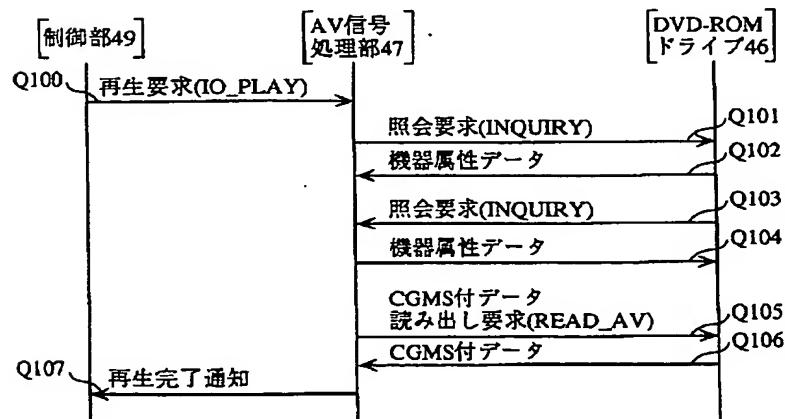 制御部49
AV信号
処理部47
DVD-ROM
ドライブ46
Q100
再生要求(IO_PLAY)
照会要求(INQUIRY)
Q101
機器属性データ
Q102
照会要求(INQUIRY)
Q103
機器属性データ
Q104
CGMS付データ
読み出し要求(READ_AV)
Q105
CGMS付データ
Q106
Q107
再生完了通知